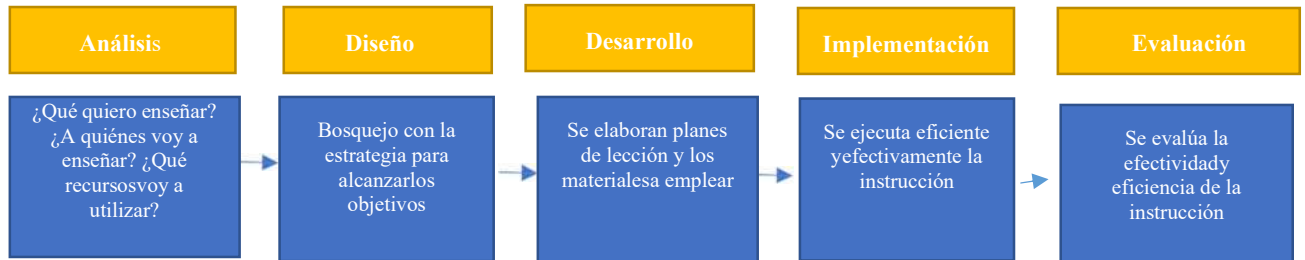 Análisis
Diseño
Desarrollo
Implementación
Evaluación
¿Qué quiero enseñar?
¿A quiénes voy a
enseñar? ¿Qué
recursosvoy a
utilizar?
Bosquejo con la
estrategia para
alcanzarlos
objetivos
Se elaboran planes
de lección y los
materialesa emplear
Se ejecuta eficiente
yefectivamente la
instrucción
Se evalúa la
efectividady
eficiencia de la
instrucción